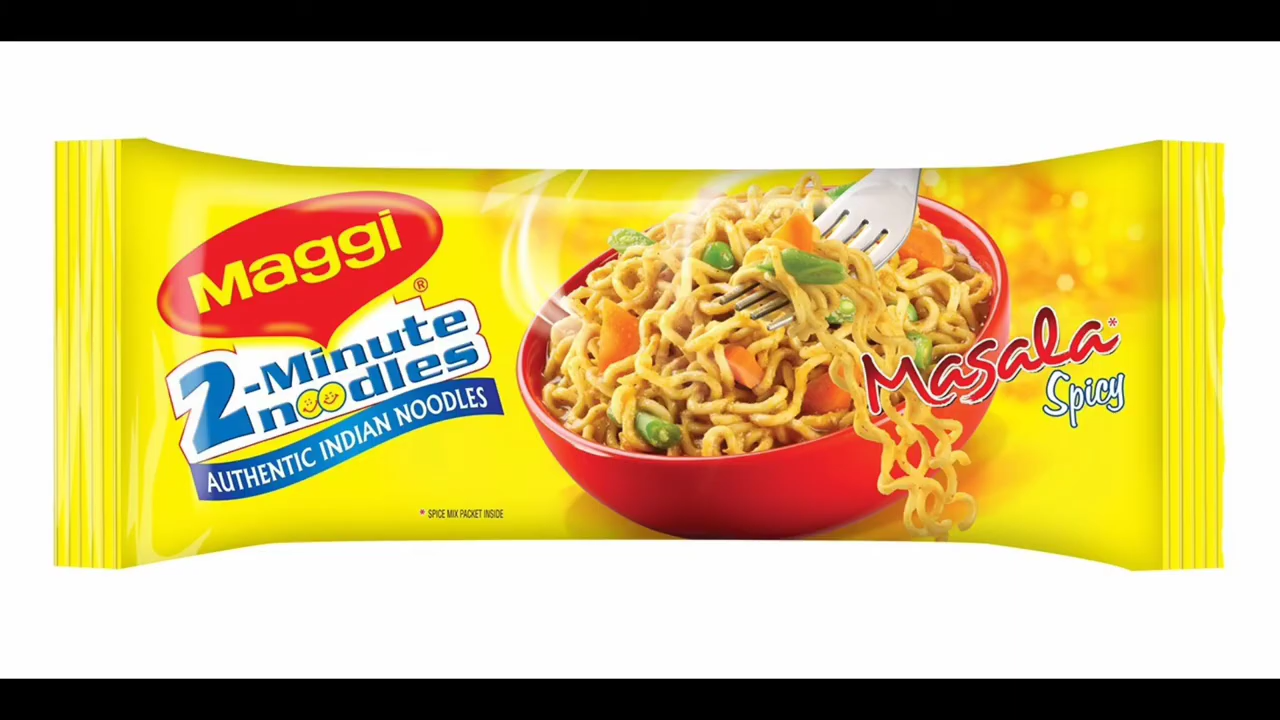 Maggi
®
2-Minute
noodles
AUTHENTIC INDIAN NOODLES
* SPICE MIX PACKET INSIDE
Masala*
Spicy